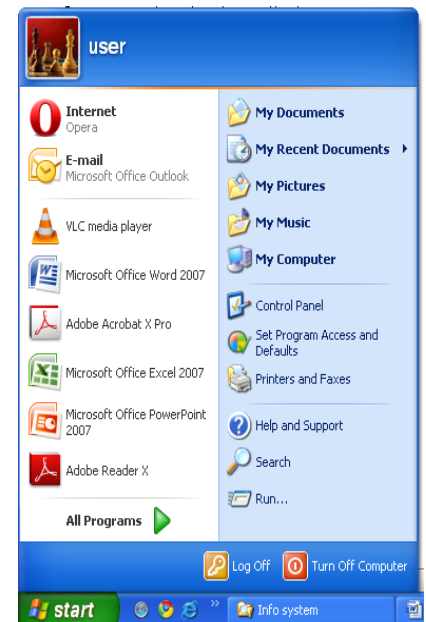 user
Internet
Opera
E-mail
Microsoft Office Outlook
VLC media player
Microsoft Office Word 2007
Adobe Acrobat X Pro
Microsoft Office Excel 2007
Microsoft Office PowerPoint
2007
Adobe Reader X
All Programs
My Documents
My Recent Documents
My Pictures
My Music
My Computer
Control Panel
Set Program Access and
Defaults
Printers and Faxes
Help and Support
Search
Run...
Log Off
Turn Off Computer
start
Info system